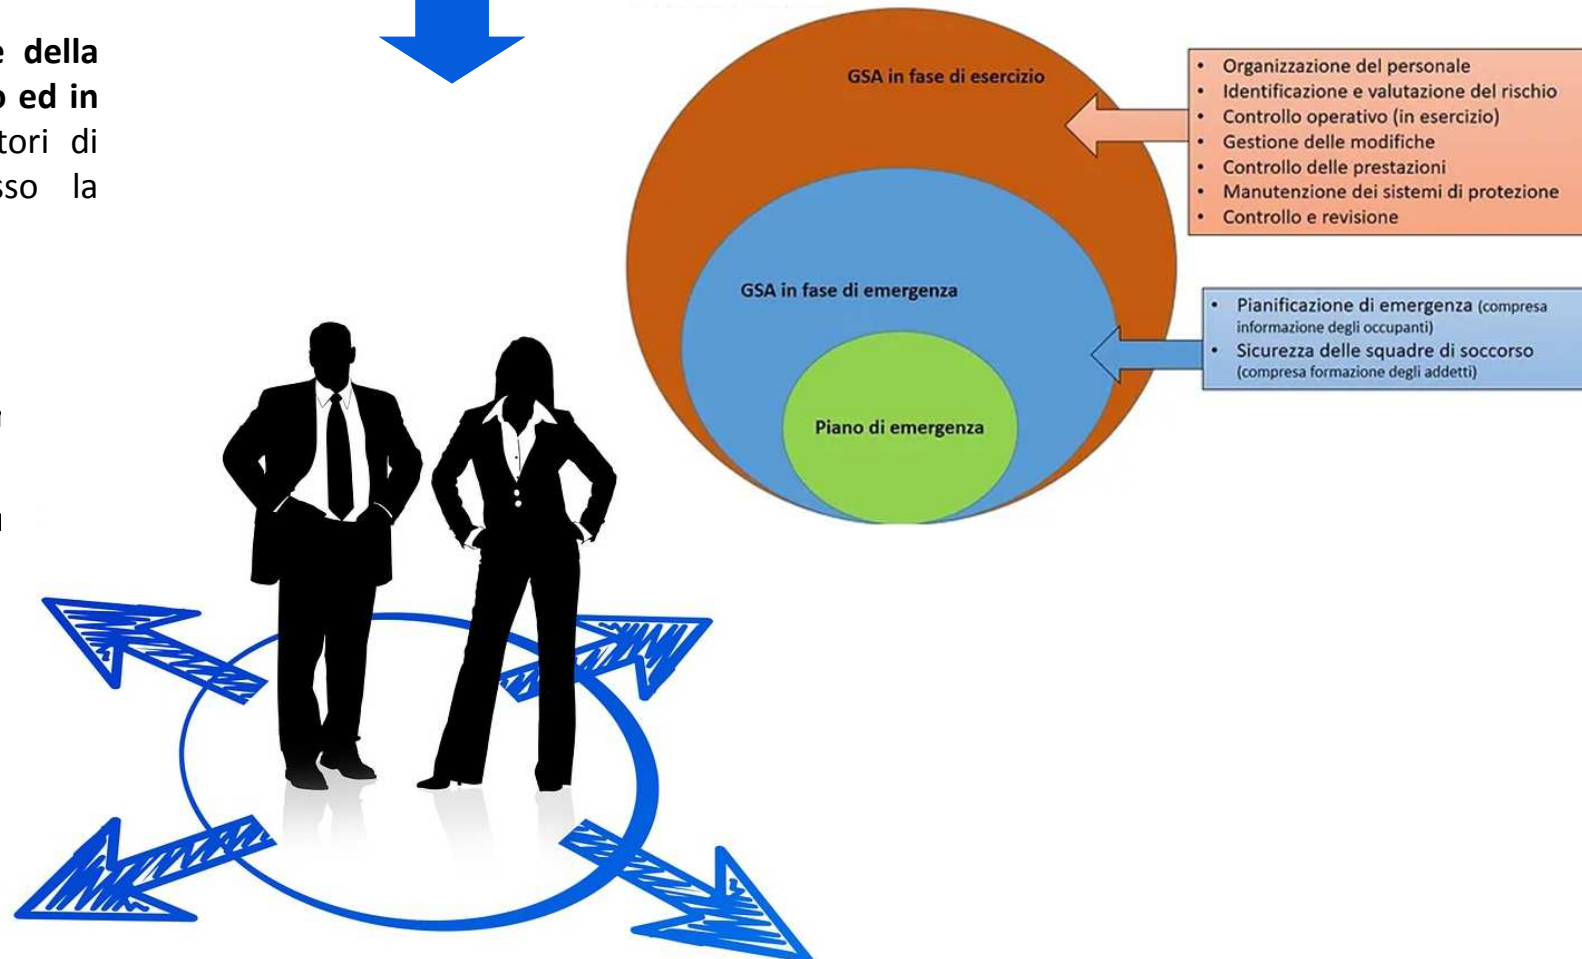 e della
o ed in
tori di
sso la
GSA in fase di esercizio
• Organizzazione del personale
• Identificazione e valutazione del rischio
• Controllo operativo (in esercizio)
• Gestione delle modifiche
• Controllo delle prestazioni
• Manutenzione dei sistemi di protezione
• Controllo e revisione
GSA in fase di emergenza
• Pianificazione di emergenza (compresa
informazione degli occupanti)
• Sicurezza delle squadre di soccorso
(compresa formazione degli addetti)
Piano di emergenza